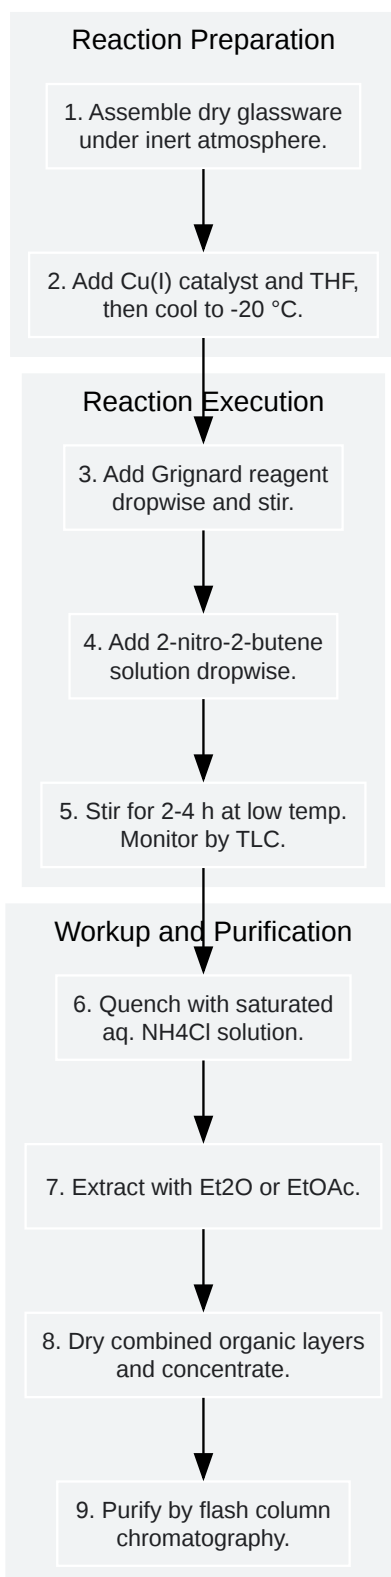 Reaction Preparation
1. Assemble dry glassware
under inert atmosphere.
2. Add Cu(I) catalyst and THF,
then cool to -20 °C.
Reaction Execution
3. Add Grignard reagent
dropwise and stir.
4. Add 2-nitro-2-butene
solution dropwise.
5. Stir for 2-4 h at low temp.
Monitor by TLC.
Workup and Purification
6. Quench with saturated
aq. NH4Cl solution.
7. Extract with Et2O or EtOAc.
8. Dry combined organic layers
and concentrate.
9. Purify by flash column
chromatography.